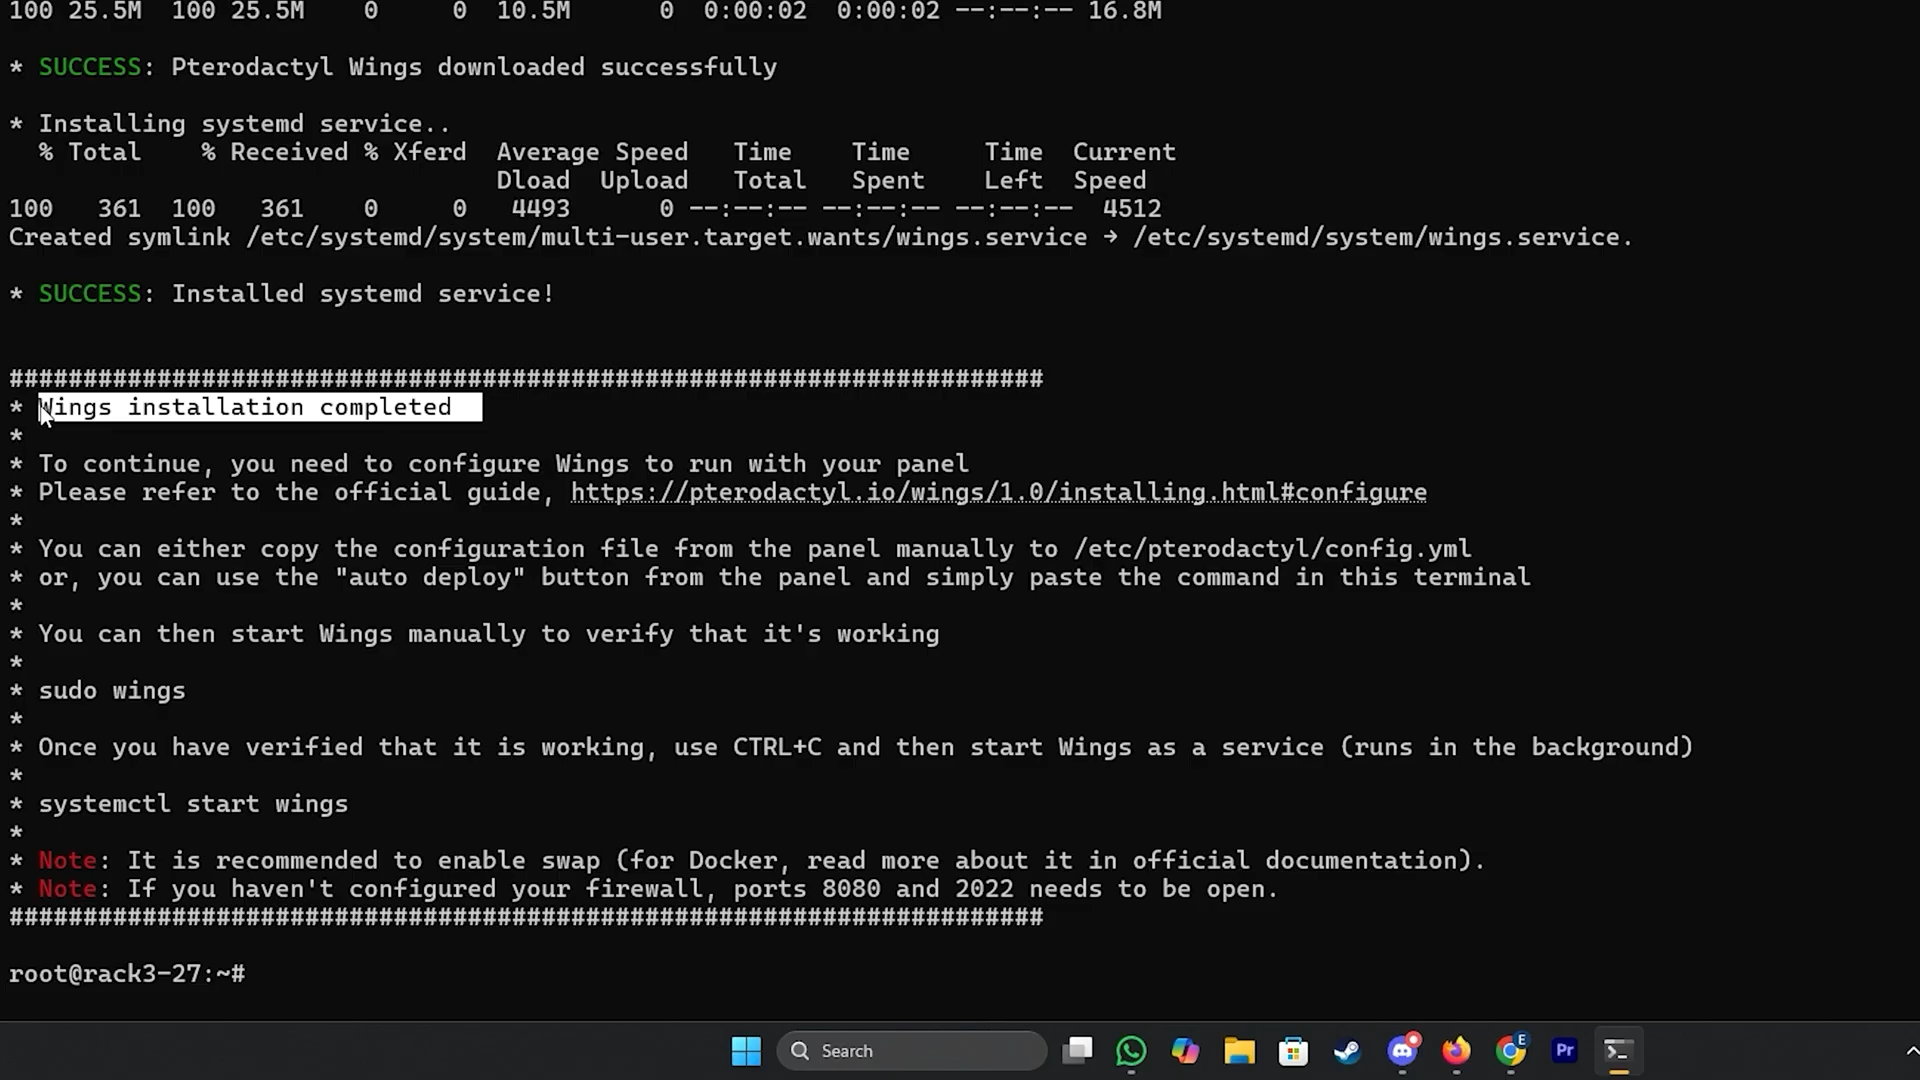 100 25.5M 100 25.5M 0 0 10.5M 0 0:00:02 0:00:02 --:--:-- 16.8M
* SUCCESS: Pterodactyl Wings downloaded successfully
* Installing systemd service..
% Total % Received % Xferd Average Speed Time Time Time Current
Dload Upload Total Spent Left Speed
100 361 100 361 0 0 4493 0 --:--:-- --:--:-- --:--:-- 4512
Created symlink /etc/systemd/system/multi-user.target.wants/wings.service → /etc/systemd/system/wings.service.
* SUCCESS: Installed systemd service!
######################################################################
* Wings installation completed
*
* To continue, you need to configure Wings to run with your panel
* Please refer to the official guide, https://pterodactyl.io/wings/1.0/installing.html#configure
*
* You can either copy the configuration file from the panel manually to /etc/pterodactyl/config.yml
* or, you can use the "auto deploy" button from the panel and simply paste the command in this terminal
*
* You can then start Wings manually to verify that it's working
*
* sudo wings
*
* Once you have verified that it is working, use CTRL+C and then start Wings as a service (runs in the background)
*
* systemctl start wings
*
* Note: It is recommended to enable swap (for Docker, read more about it in official documentation).
* Note: If you haven't configured your firewall, ports 8080 and 2022 needs to be open.
######################################################################
root@rack3-27:~#
Search
E
Pr